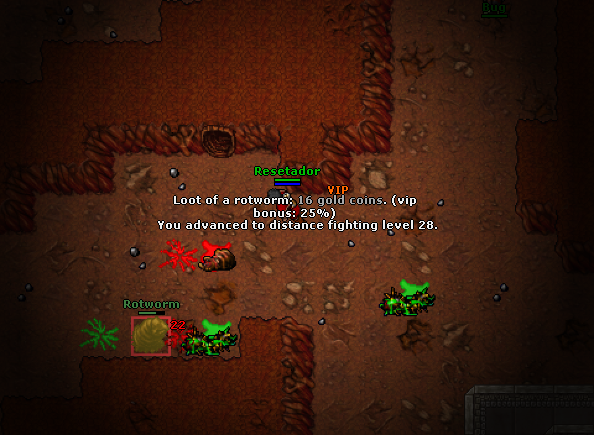 Resetador
VIP
Loot of a rotworm: 16 gold coins. (vip
bonus: 25%)
You advanced to distance fighting level 28.
Rotworm
22